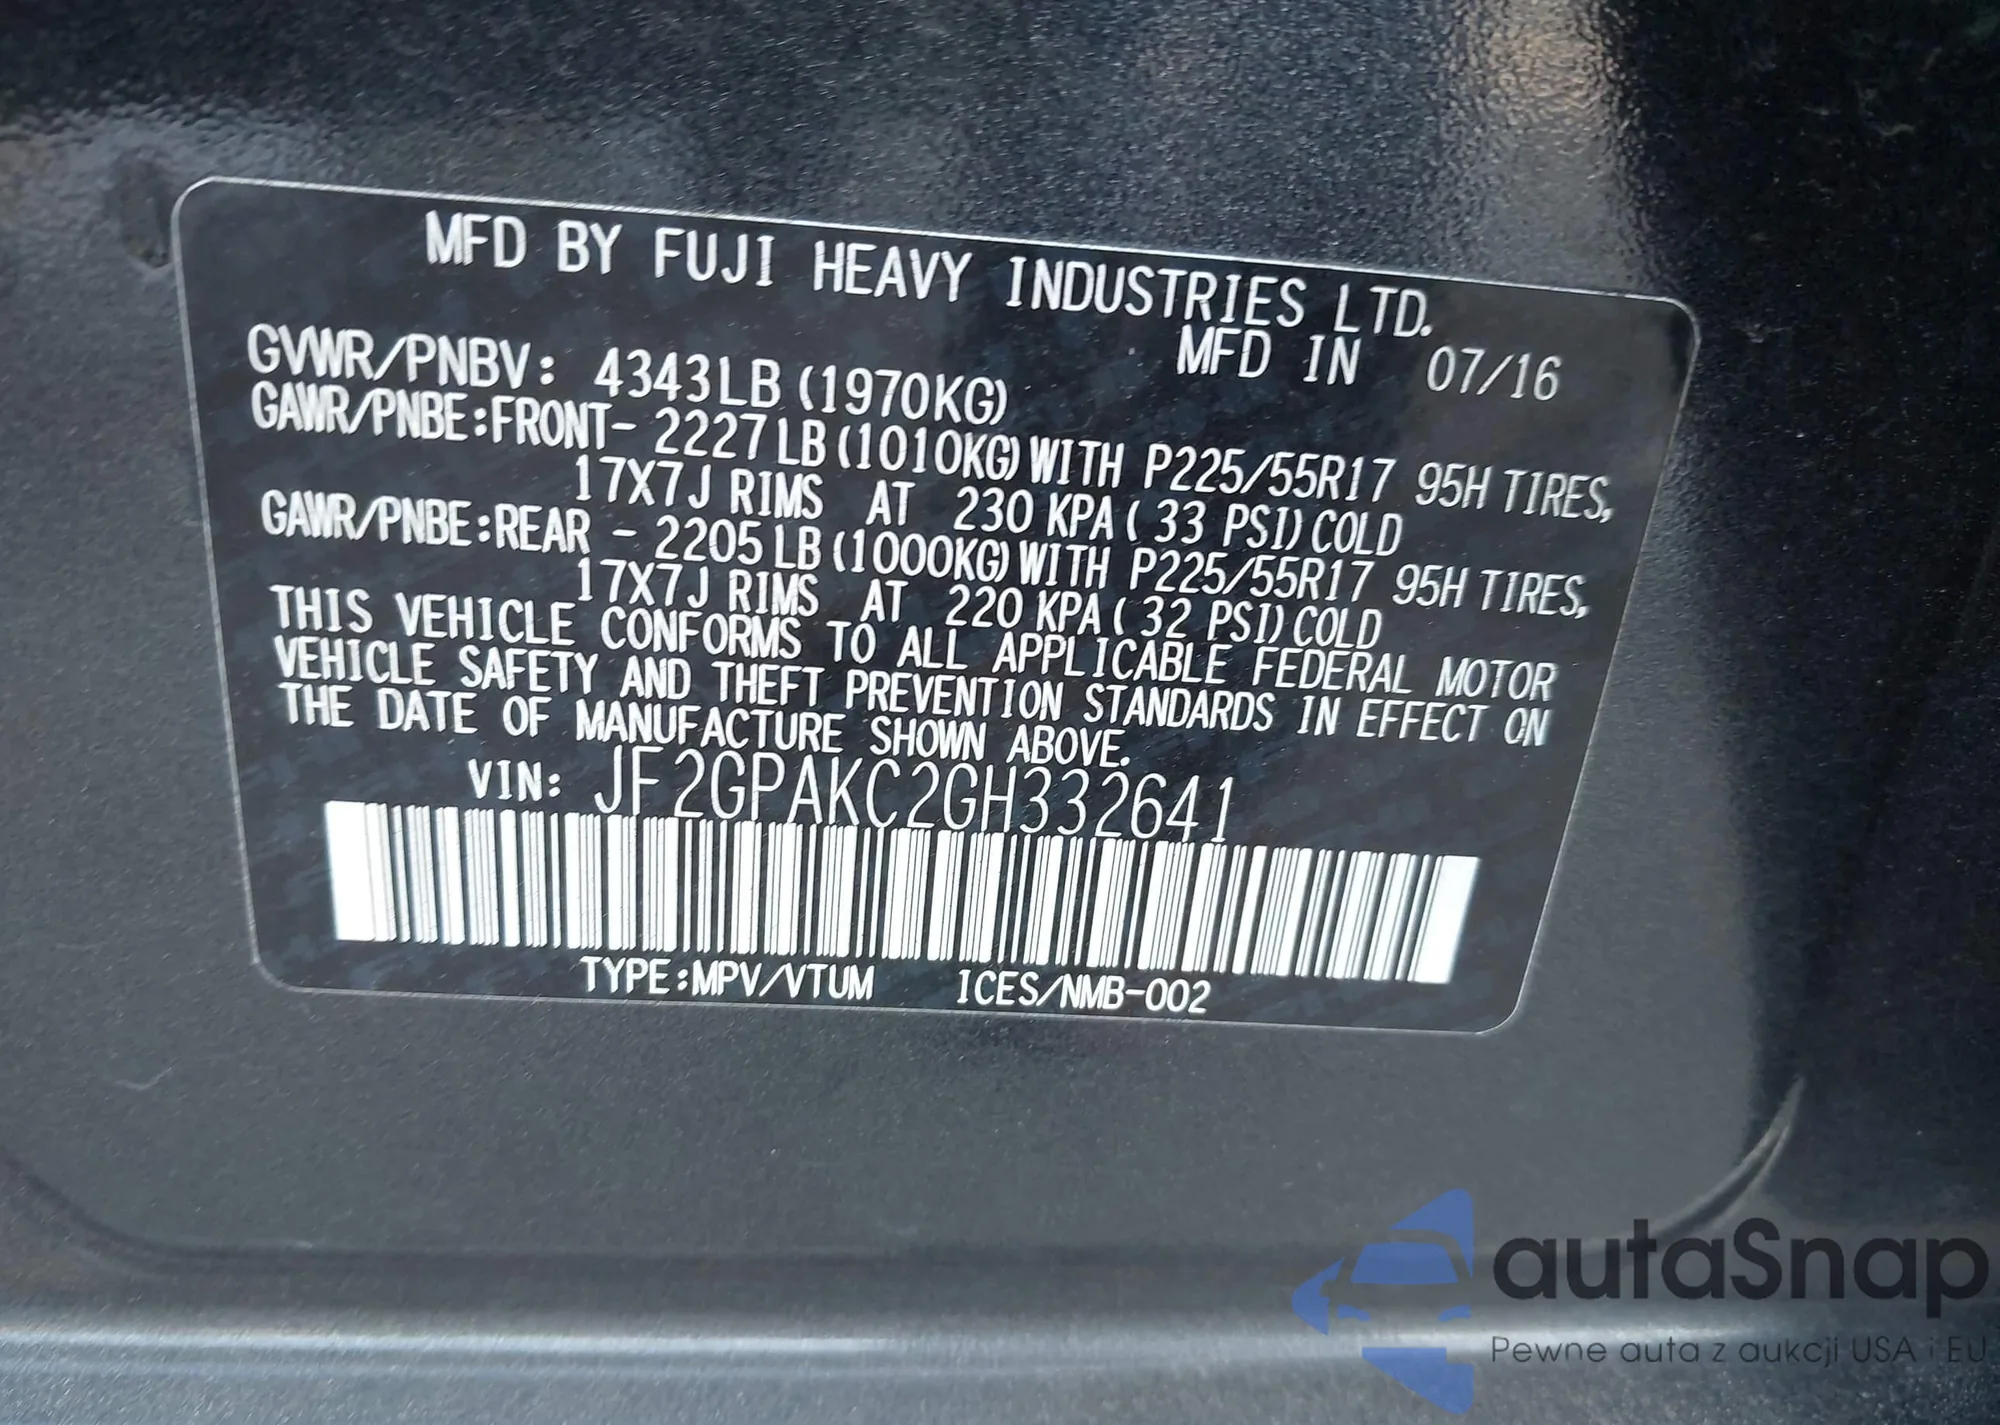 MFD BY FUJI HEAVY INDUSTRIES LTD.
MFD IN 07/16
GVWR/PNBV: 4343LB (1970KG)
GAWR/PNBE:FRONT- 2227LB (1010KG) WITH P225/55R17 95H TIRES,
17X7J RIMS AT 230 KPA ( 33 PSI) COLD
GAWR/PNBE:REAR - 2205LB (1000KG) WITH P225/55R17 95H TIRES,
17X7J RIMS AT 220 KPA ( 32 PSI) COLD
THIS VEHICLE CONFORMS TO ALL APPLICABLE FEDERAL MOTOR
VEHICLE SAFETY AND THEFT PREVENTION STANDARDS IN EFFECT ON
THE DATE OF MANUFACTURE SHOWN ABOVE.
VIN: JF2GPAKC2GH332641
TYPE:MPV/VTUM ICES/NMB-002
autaSnap
Pewne auta z aukcji USA i EU